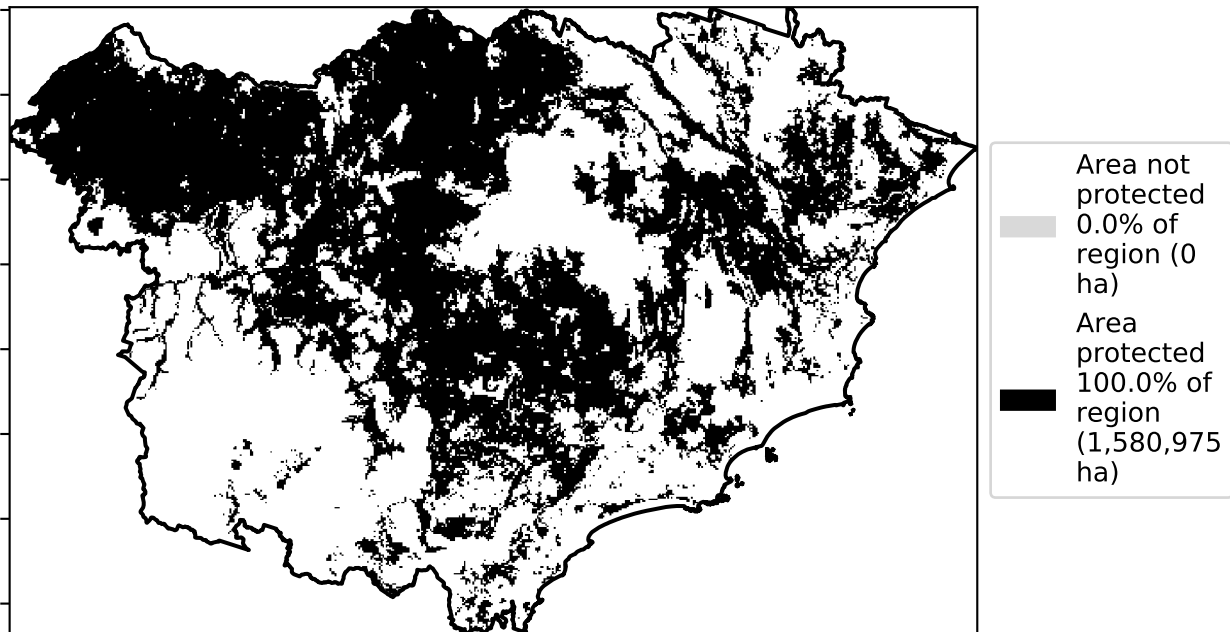 Area not
protected
0.0% of
region (0
ha)
Area
protected
100.0% of
region
(1,580,975
ha)